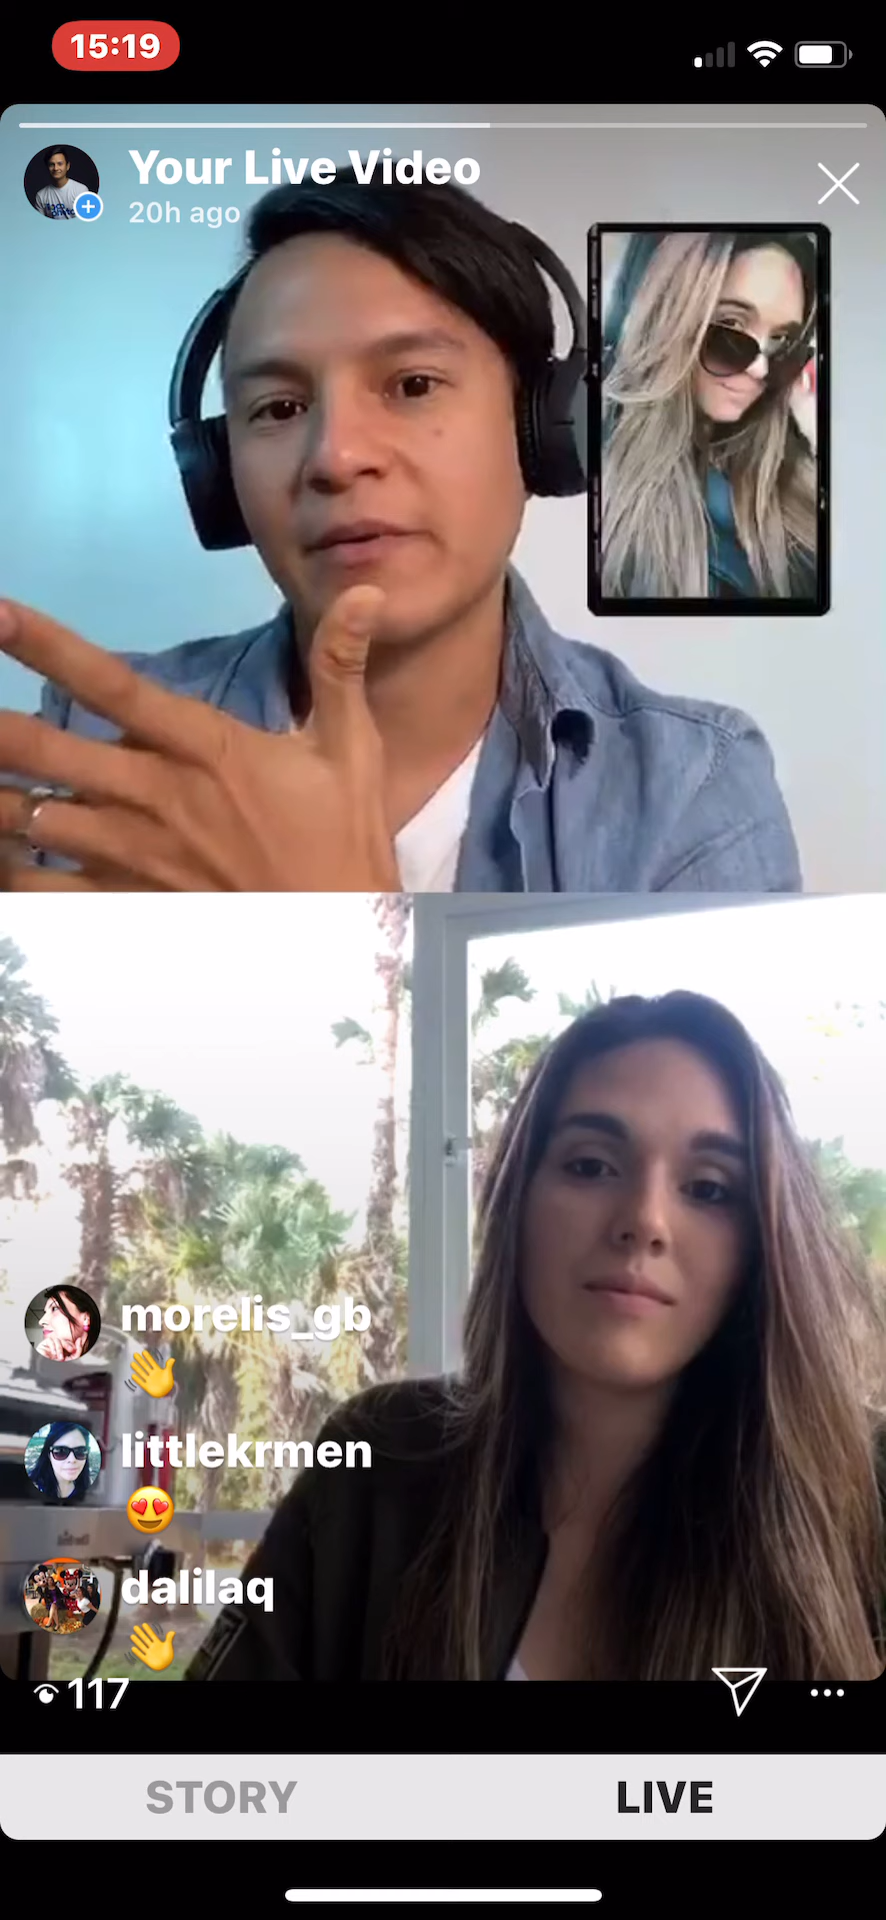 15:19
Your Live Video
20h ago
morelis_gb
👋
littlekrmen
😍
dalilaq
👋
117
STORY
LIVE